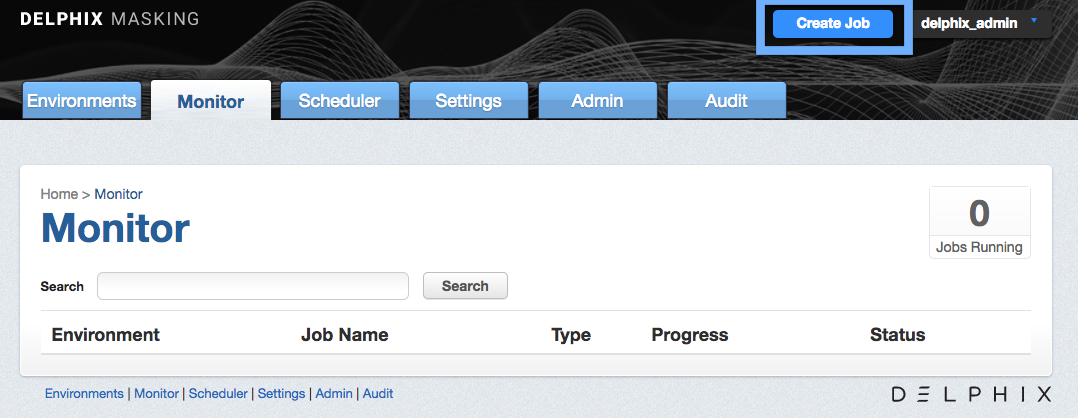 DELPHIX MASKING
Create Job
delphix_admin
Environments Monitor Scheduler Settings Admin Audit
Home > Monitor
Monitor
0
Jobs Running
Search Search
Environment Job Name Type Progress Status
Environments | Monitor | Scheduler | Settings | Admin | Audit
DELPHIX